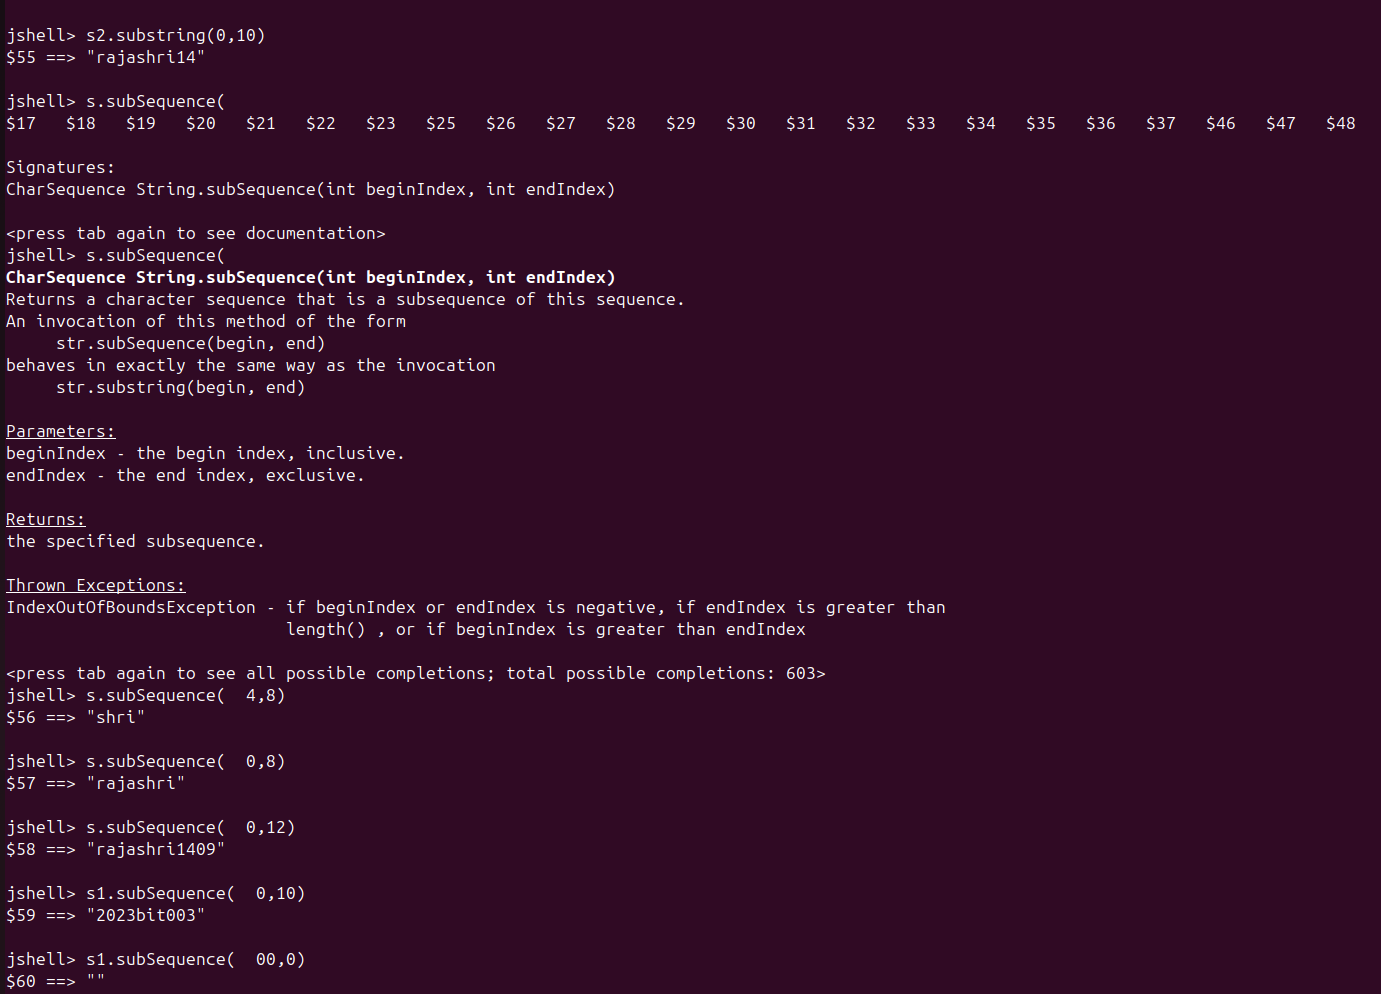 jshell> s2.substring(0,10)
$55 ==> "rajashri14"
jshell> s.subSequence(
$17   $18   $19   $20   $21   $22   $23   $25   $26   $27   $28   $29   $30   $31   $32   $33   $34   $35   $36   $37   $46   $47   $48
Signatures:
CharSequence String.subSequence(int beginIndex, int endIndex)
<press tab again to see documentation>
jshell> s.subSequence(
CharSequence String.subSequence(int beginIndex, int endIndex)
Returns a character sequence that is a subsequence of this sequence.
An invocation of this method of the form
     str.subSequence(begin, end)
behaves in exactly the same way as the invocation
     str.substring(begin, end)
Parameters:
beginIndex - the begin index, inclusive.
endIndex - the end index, exclusive.
Returns:
the specified subsequence.
Thrown Exceptions:
IndexOutOfBoundsException - if beginIndex or endIndex is negative, if endIndex is greater than
                            length() , or if beginIndex is greater than endIndex
<press tab again to see all possible completions; total possible completions: 603>
jshell> s.subSequence(  4,8)
$56 ==> "shri"
jshell> s.subSequence(  0,8)
$57 ==> "rajashri"
jshell> s.subSequence(  0,12)
$58 ==> "rajashri1409"
jshell> s1.subSequence(  0,10)
$59 ==> "2023bit003"
jshell> s1.subSequence(  00,0)
$60 ==> ""